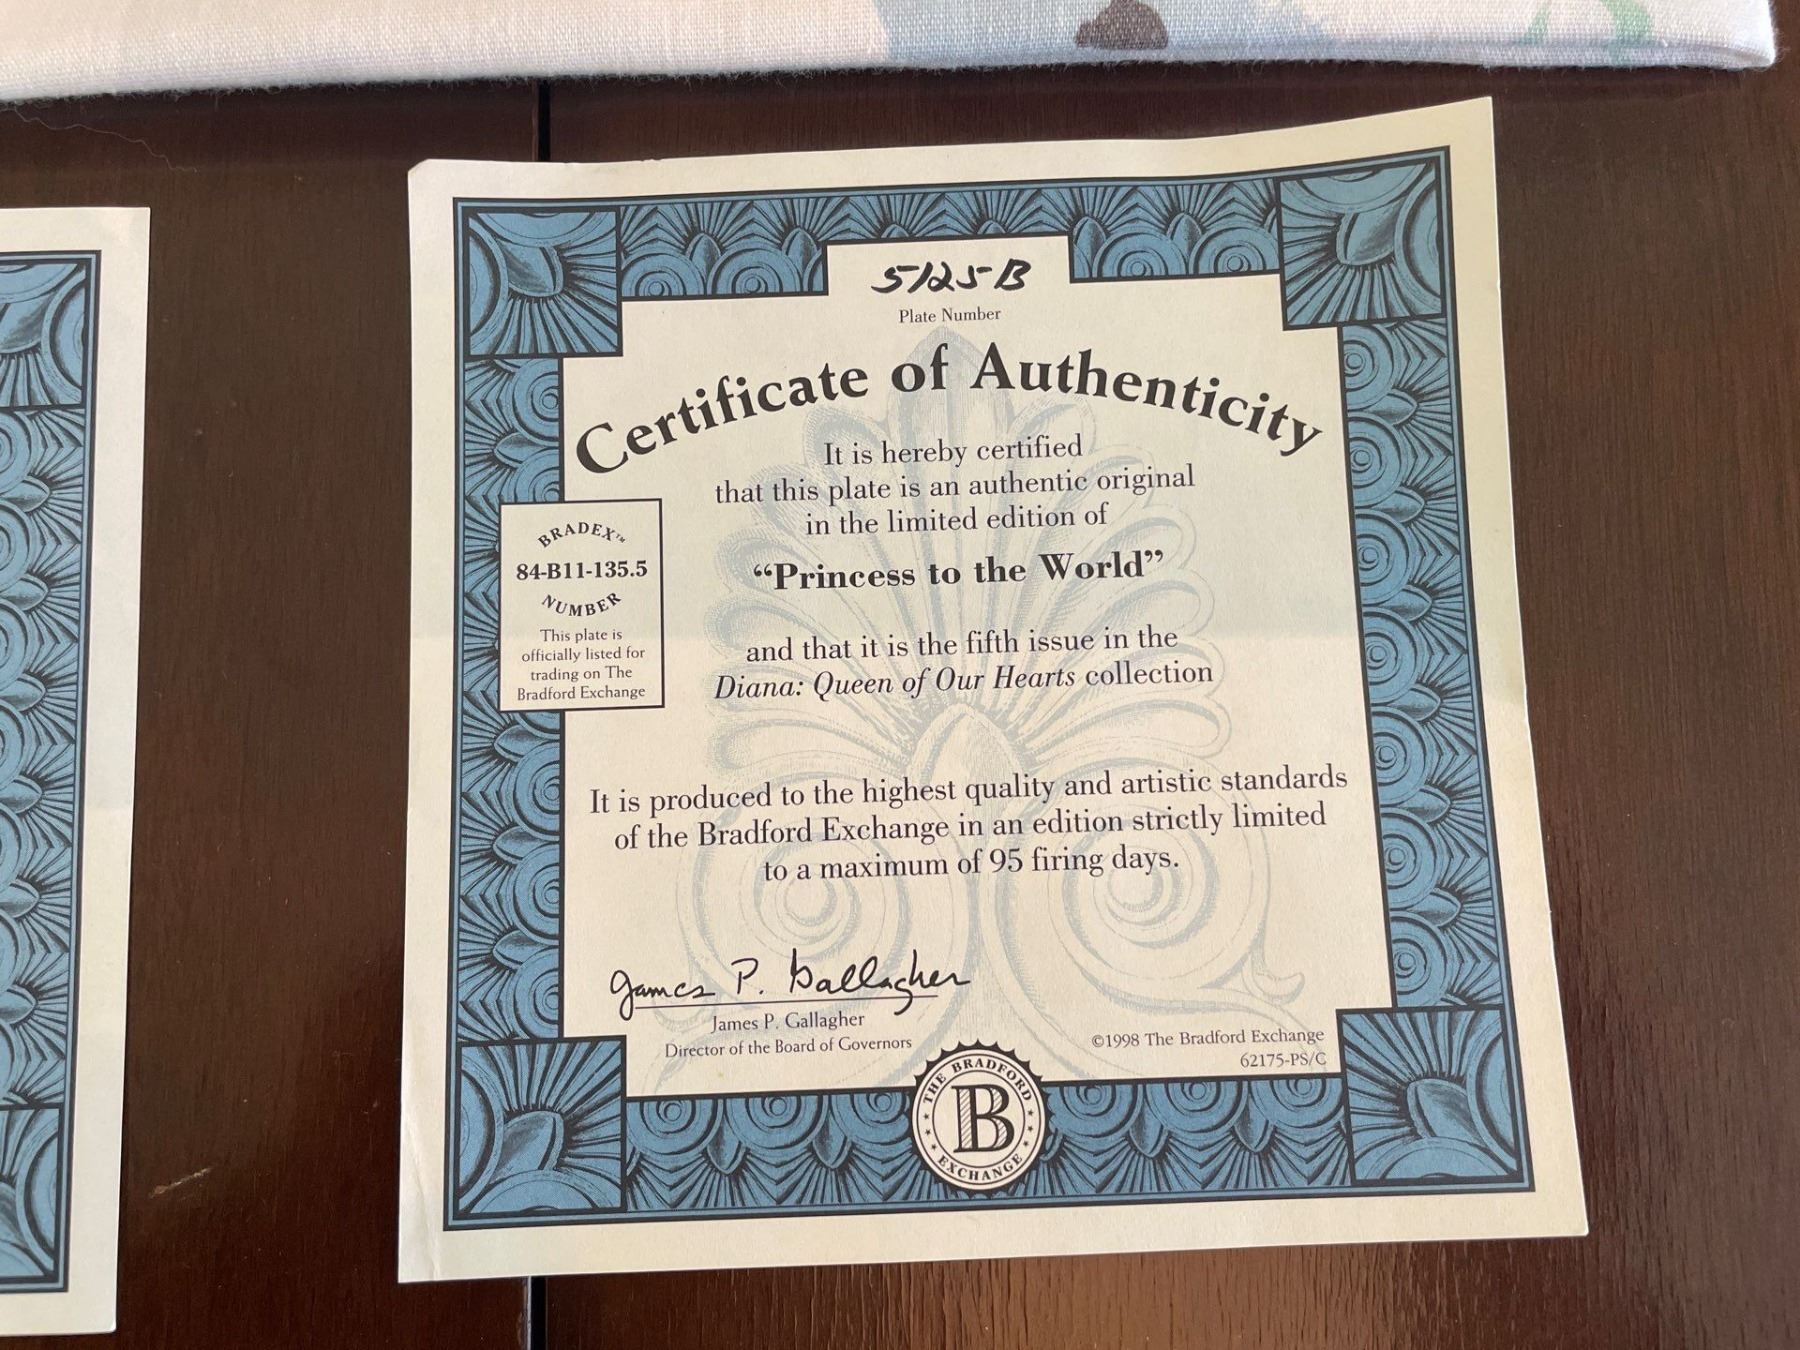 5125-B
Plate Number
Certificate of Authenticity
It is hereby certified
that this plate is an authentic original
in the limited edition of
"Princess to the World"
and that it is the fifth issue in the
Diana: Queen of Our Hearts collection
BRADEX™
84-B11-135.5
NUMBER
This plate is
officially listed for
trading on The
Bradford Exchange
It is produced to the highest quality and artistic standards
of the Bradford Exchange in an edition strictly limited
to a maximum of 95 firing days.
James P. Gallagher
James P. Gallagher
Director of the Board of Governors
©1998 The Bradford Exchange
62175-PS/C
THE BRADFORD
B
EXCHANGE